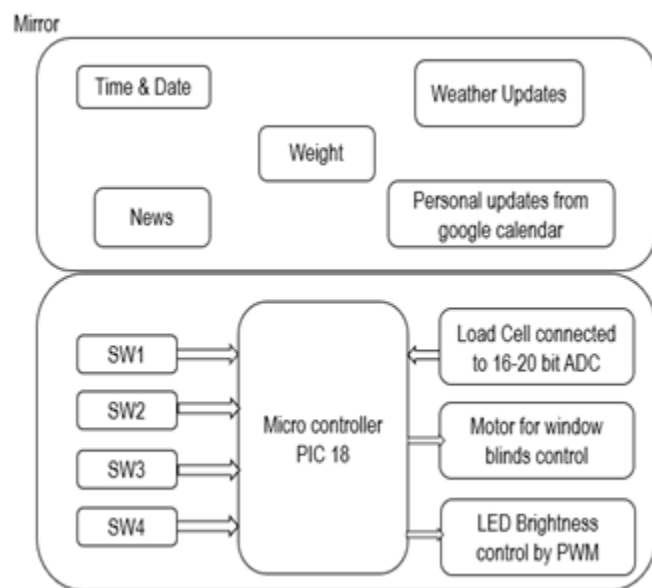 Mirror
Time & Date
Weather Updates
Weight
News
Personal updates from
google calendar
SW1
SW2
SW3
SW4
Micro controller
PIC 18
Load Cell connected
to 16-20 bit ADC
Motor for window
blinds control
LED Brightness
control by PWM